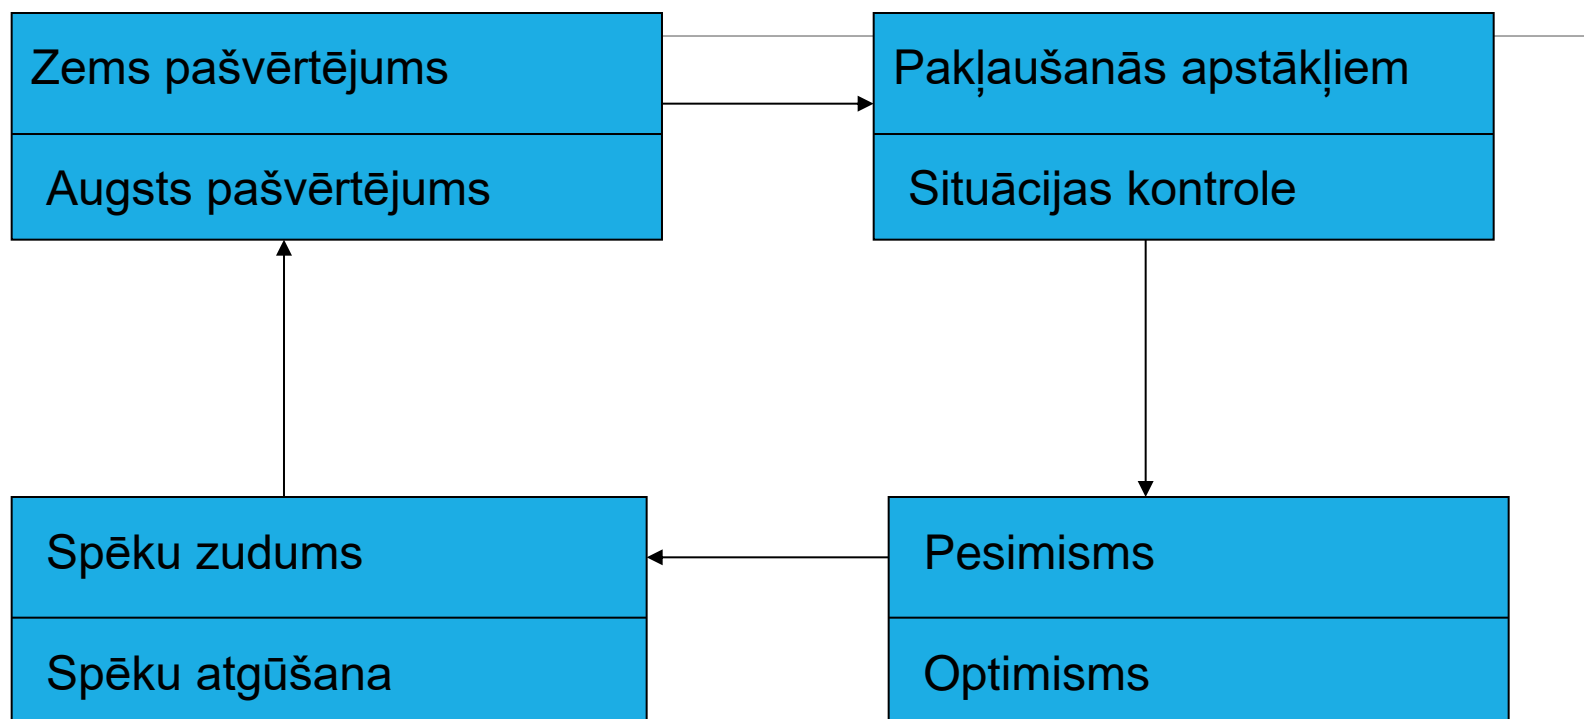 Zems pašvērtējums
Augsts pašvērtējums
Pakļaušanās apstākļiem
Situācijas kontrole
Spēku zudums
Spēku atgūšana
Pesimisms
Optimisms